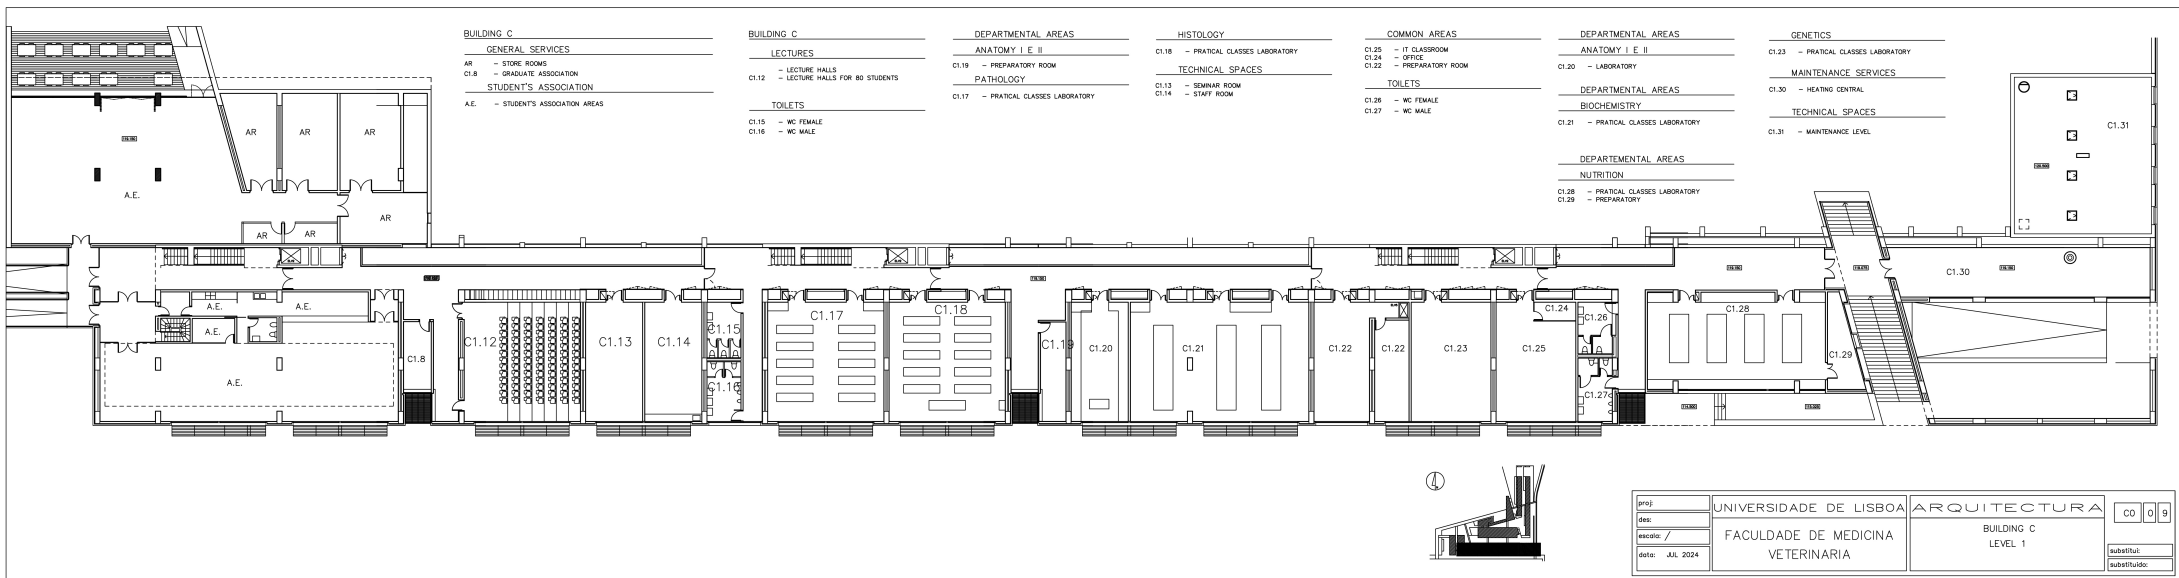 BUILDING C
GENERAL SERVICES
AR – STORE ROOMS
C1.8 – GRADUATE ASSOCIATION
STUDENT'S ASSOCIATION
A.E. – STUDENT'S ASSOCIATION AREAS
BUILDING C
LECTURES
– LECTURE HALLS
C1.12 – LECTURE HALLS FOR 80 STUDENTS
TOILETS
C1.15 – WC FEMALE
C1.16 – WC MALE
DEPARTMENTAL AREAS
ANATOMY I E II
C1.19 – PREPARATORY ROOM
PATHOLOGY
C1.17 – PRATICAL CLASSES LABORATORY
HISTOLOGY
C1.18 – PRATICAL CLASSES LABORATORY
TECHNICAL SPACES
C1.13 – SEMINAR ROOM
C1.14 – STAFF ROOM
COMMON AREAS
C1.25 – IT CLASSROOM
C1.24 – OFFICE
C1.22 – PREPARATORY ROOM
TOILETS
C1.26 – WC FEMALE
C1.27 – WC MALE
DEPARTMENTAL AREAS
ANATOMY I E II
C1.20 – LABORATORY
DEPARTMENTAL AREAS
BIOCHEMISTRY
C1.21 – PRATICAL CLASSES LABORATORY
DEPARTEMENTAL AREAS
NUTRITION
C1.28 – PRATICAL CLASSES LABORATORY
C1.29 – PREPARATORY
GENETICS
C1.23 – PRATICAL CLASSES LABORATORY
MAINTENANCE SERVICES
C1.30 – HEATING CENTRAL
TECHNICAL SPACES
C1.31 – MAINTENANCE LEVEL
AR
AR
AR
C1.31
A.E.
AR
AR
AR
C1.30
A.E.
A.E.
A.E.
A.E.
C1.8
C1.12
C1.13
C1.14
C1.15
C1.16
C1.17
C1.18
C1.19
C1.20
C1.21
C1.22
C1.22
C1.23
C1.24
C1.25
C1.26
C1.27
C1.28
C1.29
proj:
des:
escala: /
data: JUL 2024
UNIVERSIDADE DE LISBOA
FACULDADE DE MEDICINA
VETERINARIA
ARQUITECTURA
BUILDING C
LEVEL 1
CO 0 9
substitui:
substituido: